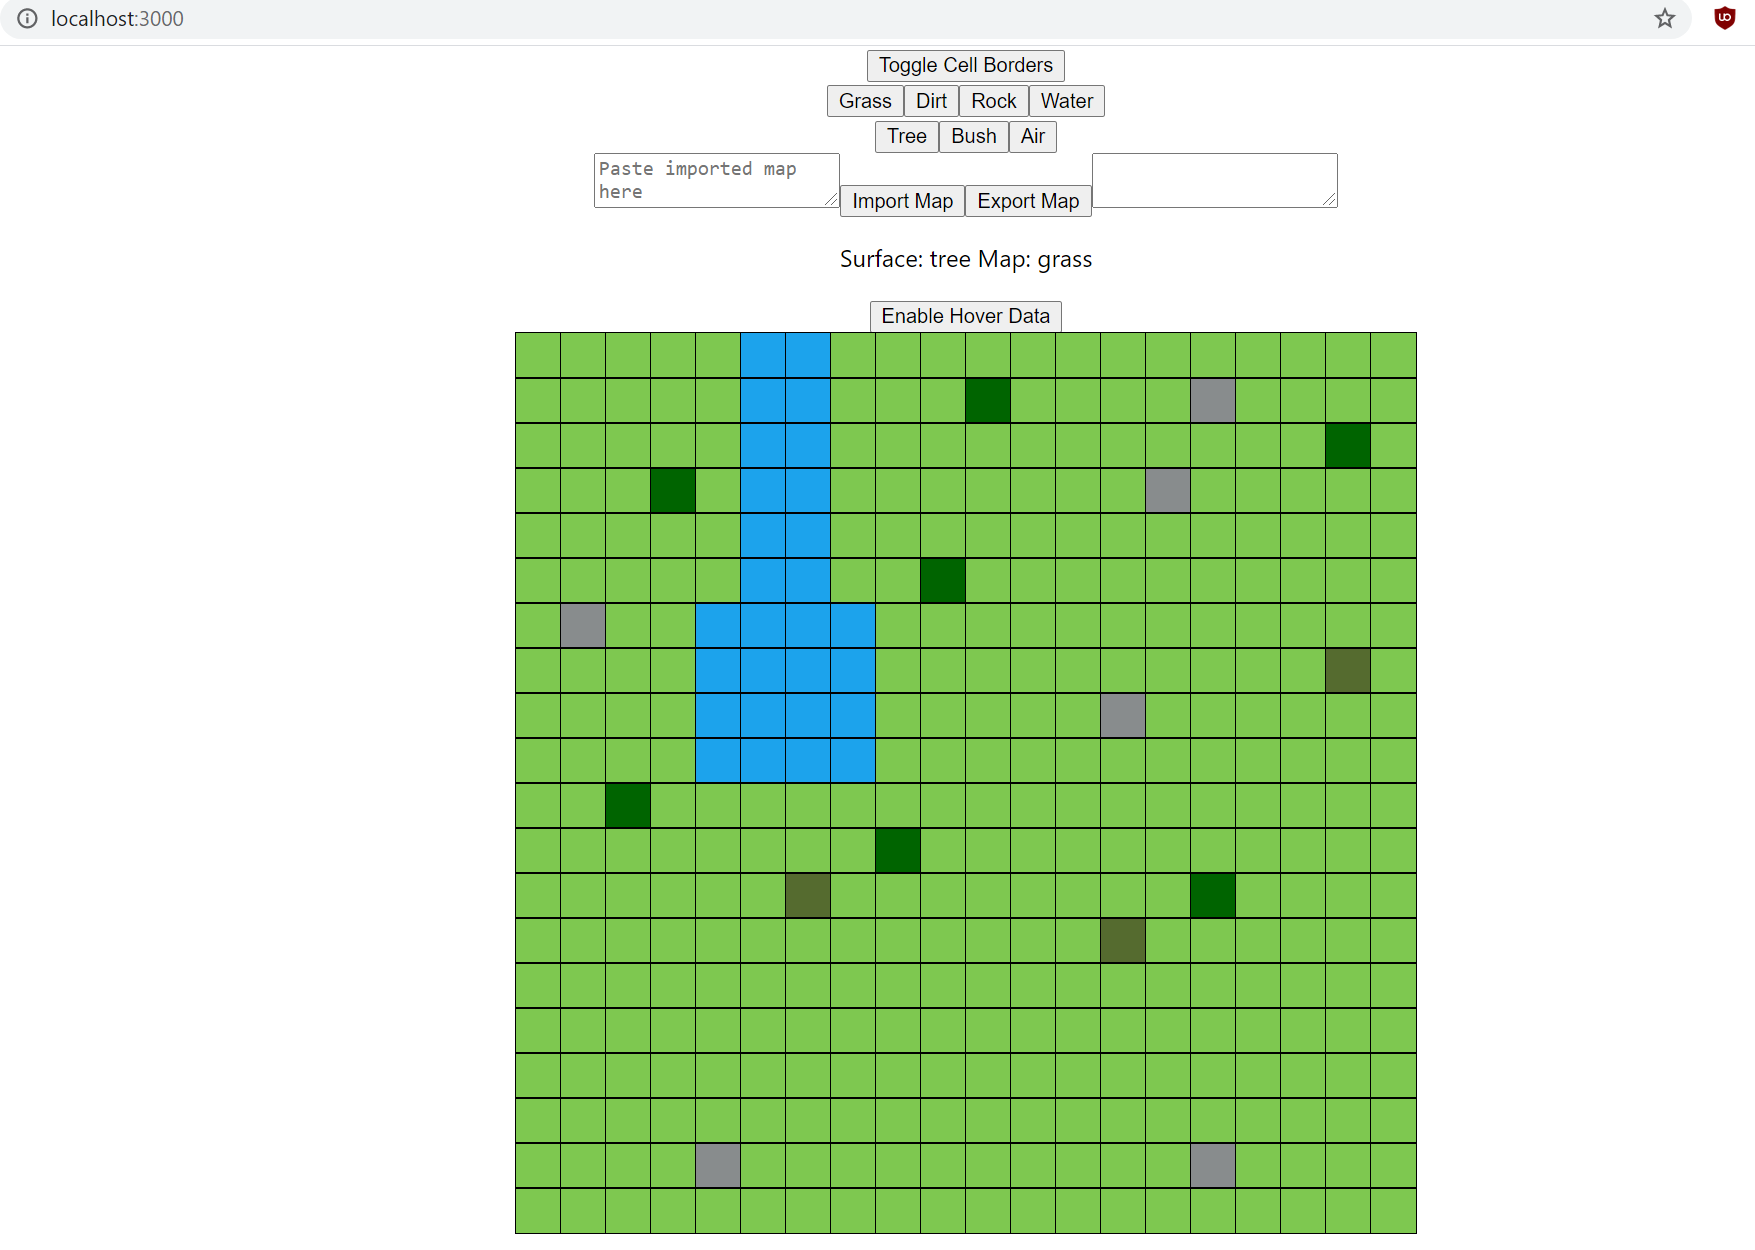 localhost:3000
Toggle Cell Borders
Grass Dirt Rock Water
Tree Bush Air
Paste imported map
here
Import Map Export Map
Surface: tree Map: grass
Enable Hover Data